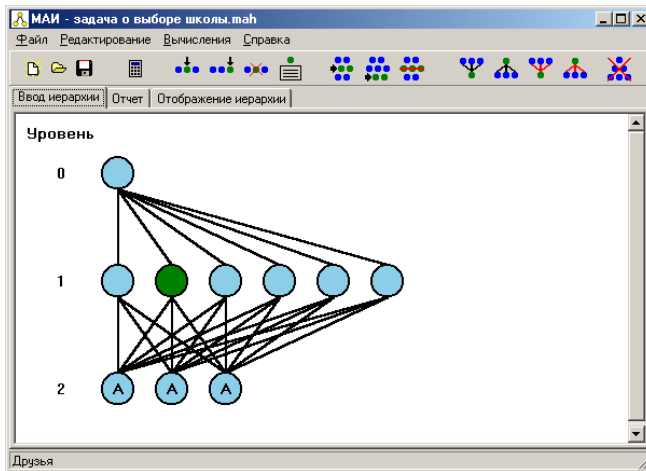 МАИ - задача о выборе школы.mah
Файл Редактирование Вычисления Справка
Ввод иерархии Отчет Отображение иерархии
Уровень
0
1
2 A A A
Друзья